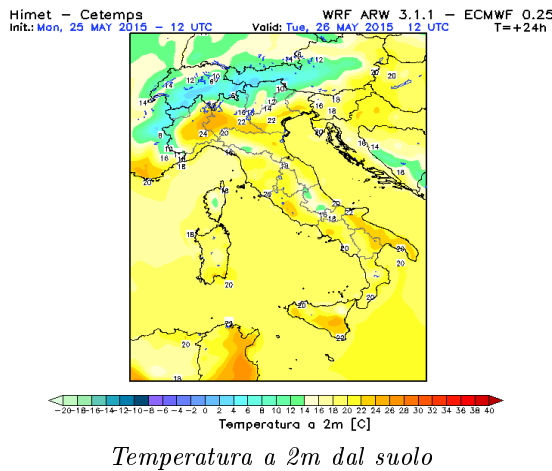 Himet – Cetemps WRF ARW 3.1.1 – ECMWF 0.25
Init.: Mon, 25 MAY 2015 – 12 UTC Valid: Tue, 26 MAY 2015 12 UTC T=+24h
-20-18-16-14-12-10-8 -6 -4 -2 0 2 4 6 8 10 12 14 16 18 20 22 24 26 28 30 32 34 36 38 40
Temperatura a 2m [C]
Temperatura a 2m dal suolo